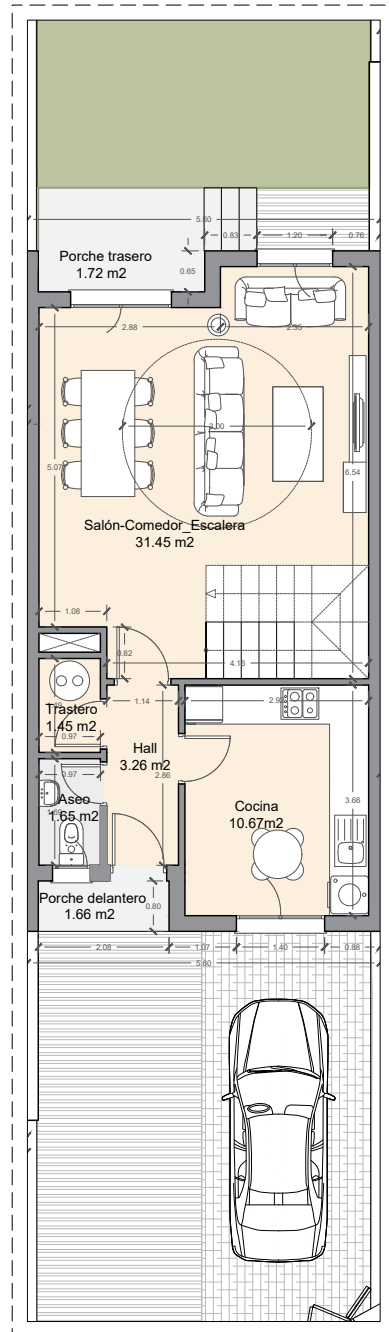 5.60
0.83
1.20
0.76
Porche trasero
1.72 m2
0.65
2.88
2.35
3.00
5.07
6.54
Salón-Comedor_Escalera
31.45 m2
1.08
0.82
4.16
Trastero
1.45 m2
0.97
1.14
Hall
3.26 m2
2.86
0.97
Aseo
1.65 m2
Cocina
10.67m2
3.66
Porche delantero
1.66 m2
0.80
2.08
1.07
1.40
0.88
5.60